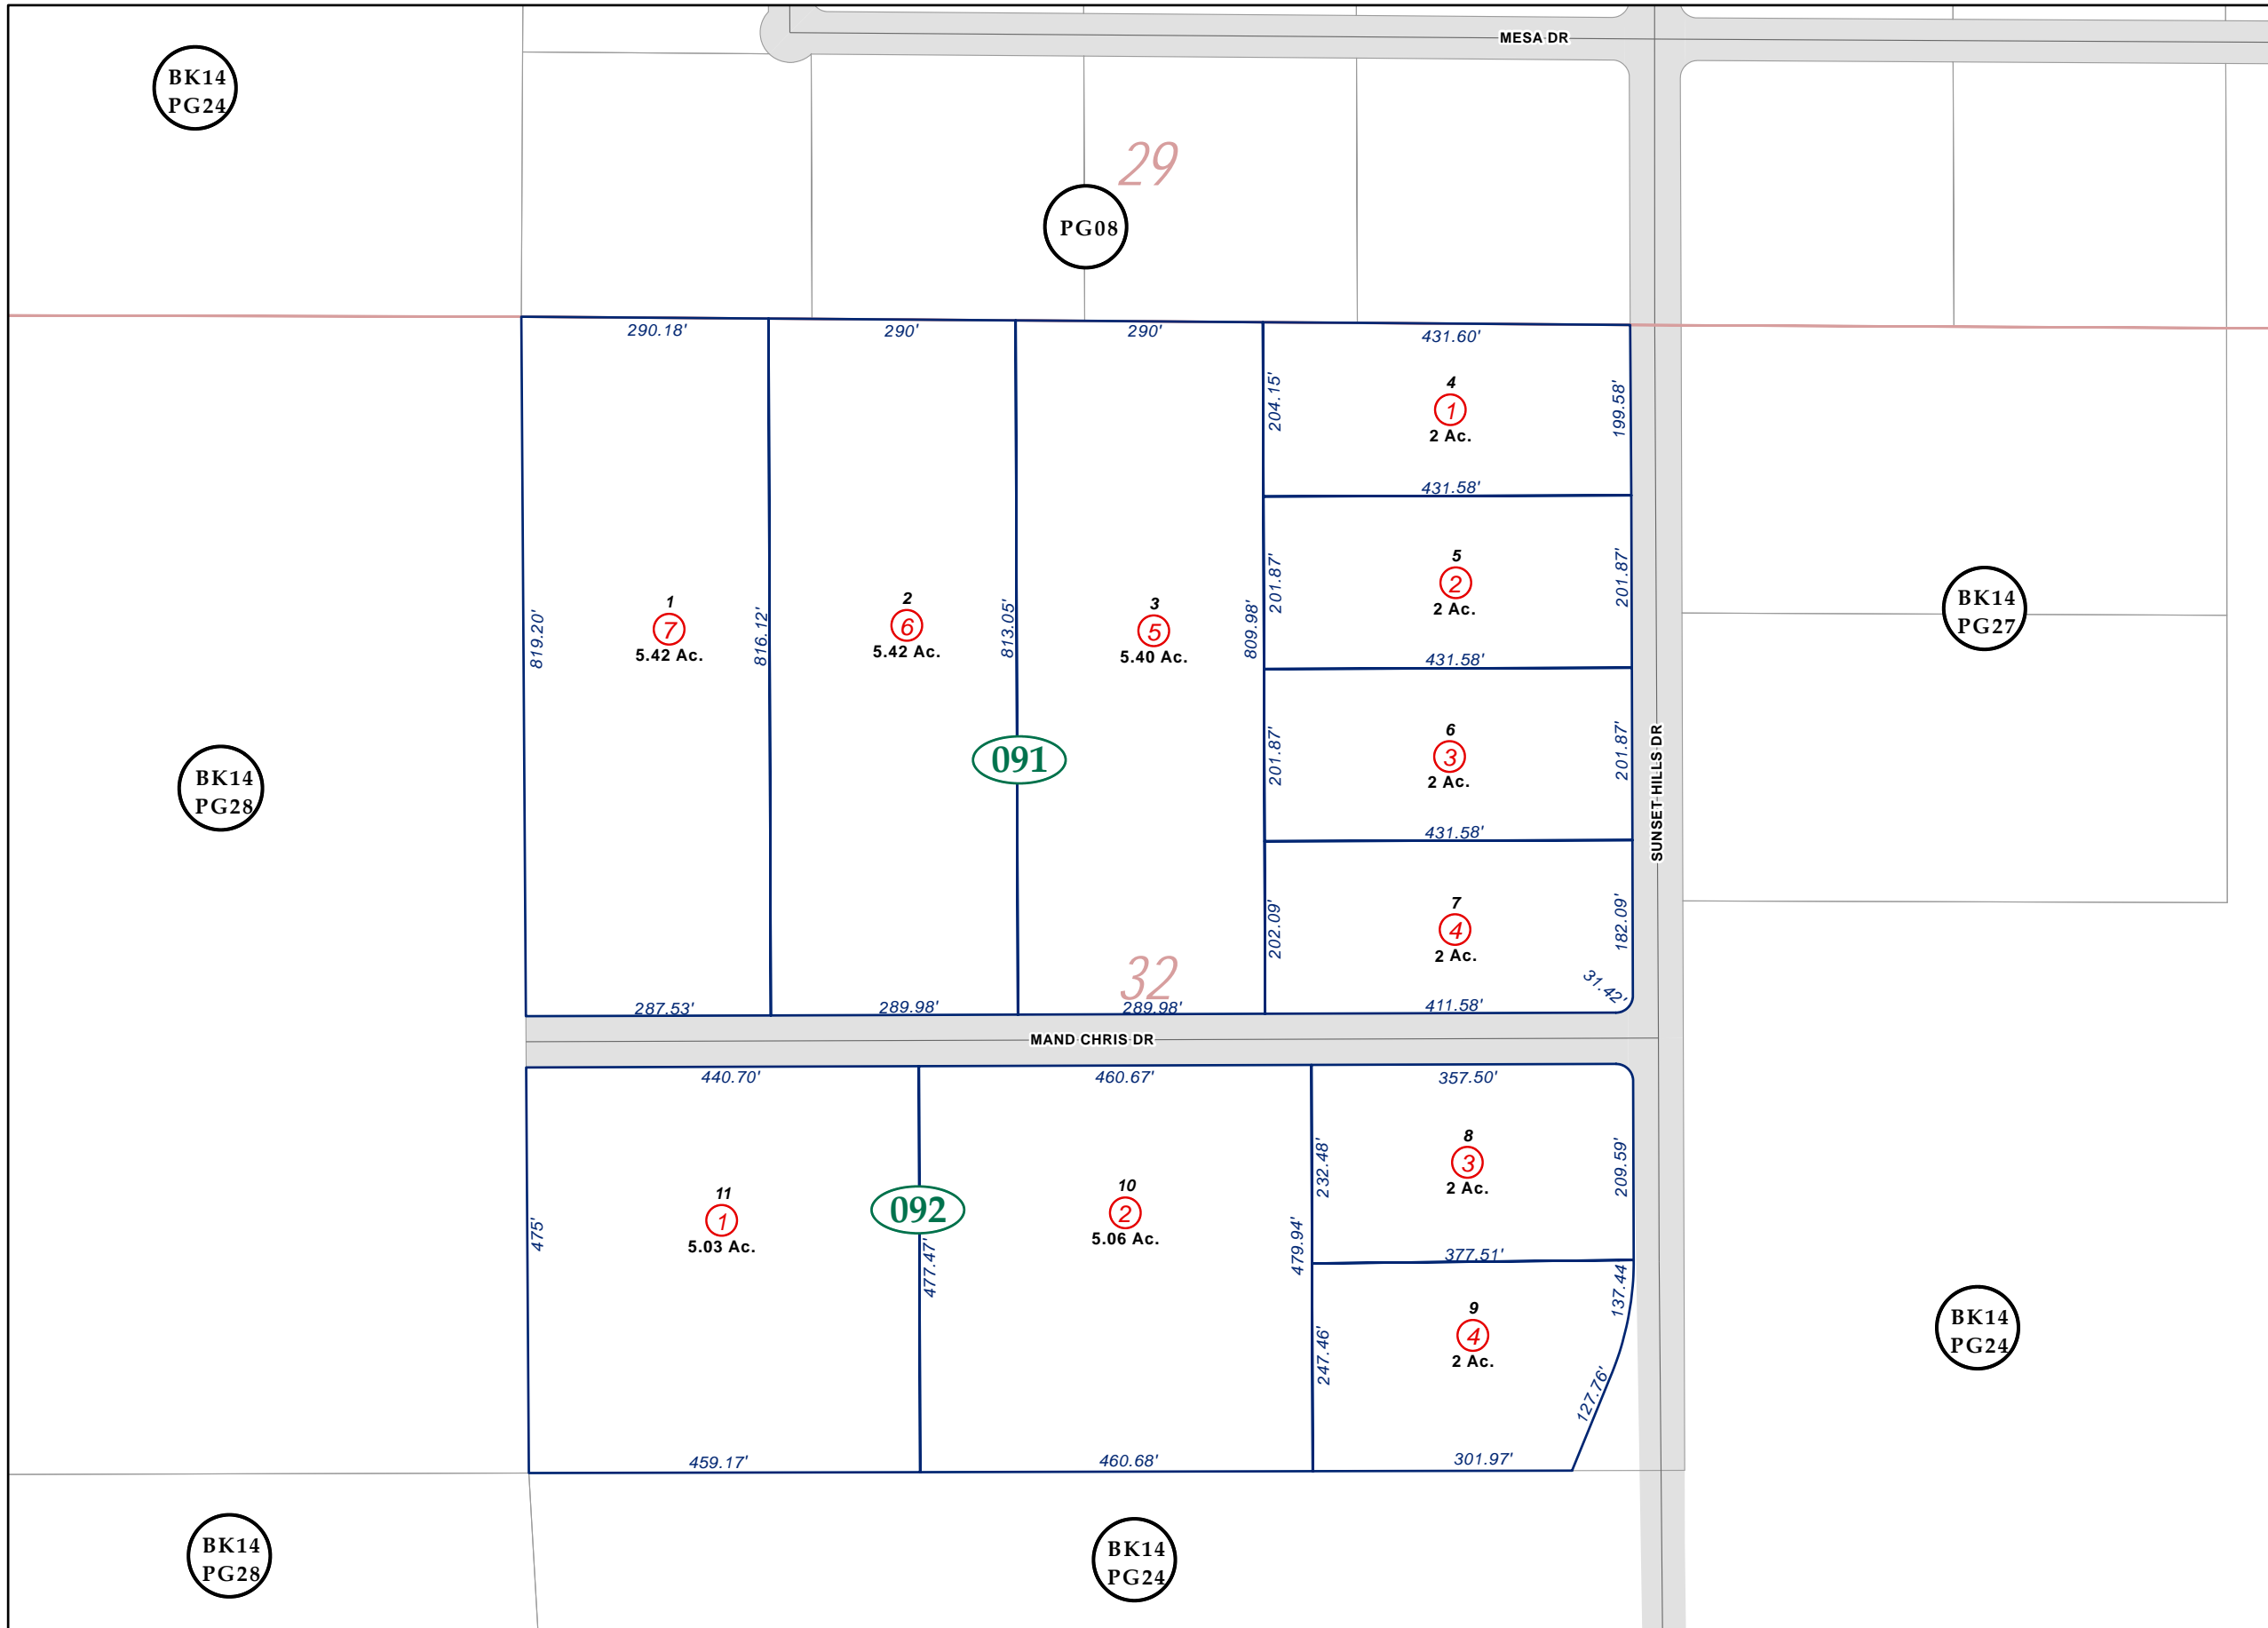 MESA DR
BK14
PG24
29
PG08
290.18'
290'
290'
431.60'
204.15'
4
1
2 Ac.
199.58'
431.58'
201.87'
5
2
2 Ac.
201.87'
819.20'
1
7
5.42 Ac.
816.12'
2
6
5.42 Ac.
813.05'
3
5
5.40 Ac.
809.98'
431.58'
BK14
PG27
091
201.87'
6
3
2 Ac.
201.87'
SUNSET HILLS DR
BK14
PG28
431.58'
202.09'
7
4
2 Ac.
182.09'
31.42'
32
287.53'
289.98'
289.98'
411.58'
MAND CHRIS DR
440.70'
460.67'
357.50'
232.48'
8
3
2 Ac.
209.59'
475'
11
1
5.03 Ac.
092
477.47'
10
2
5.06 Ac.
479.94'
377.51'
137.44
247.46'
9
4
2 Ac.
127.76'
BK14
PG24
459.17'
460.68'
301.97'
BK14
PG28
BK14
PG24